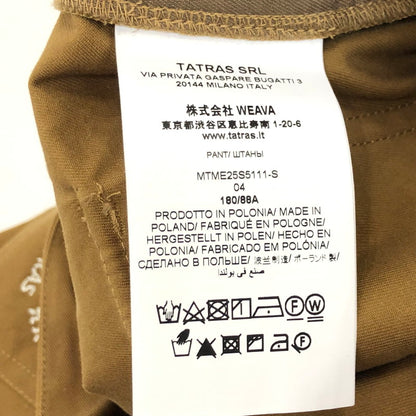 TATRAS SRL
VIA PRIVATA GASPARE BUGATTI 3
20144 MILANO ITALY
株式会社 WEAVA
東京都渋谷区恵比寿南 1-20-6
www.tatras.it
PANT/ ШТАНЫ
MTME25S5111-S
04
180/88A
PRODOTTO IN POLONIA/ MADE IN
POLAND/ FABRIQUÉ EN POLOGNE/
HERGESTELLT IN POLEN/ HECHO EN
POLONIA/ FABRICADO EM POLÔNIA/
СДЕЛАНО В ПОЛЬШЕ/ 波兰制造/ ポーランド製/
صنع في بولندا/